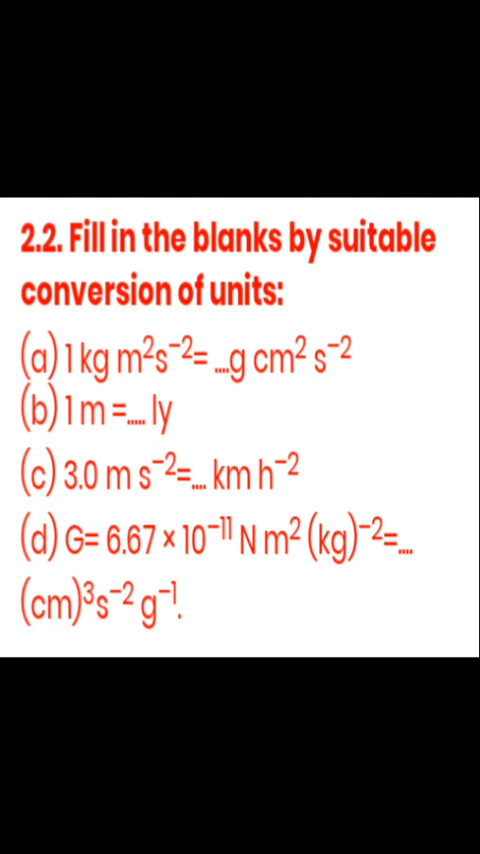 2.2. Fill in the blanks by suitable
conversion of units:
(a) 1 kg m²s⁻²= ...g cm² s⁻²
(b) 1 m =..... ly
(c) 3.0 m s⁻²=... km h⁻²
(d) G= 6.67 × 10⁻¹¹ N m² (kg)⁻²=....
(cm)³s⁻² g⁻¹.